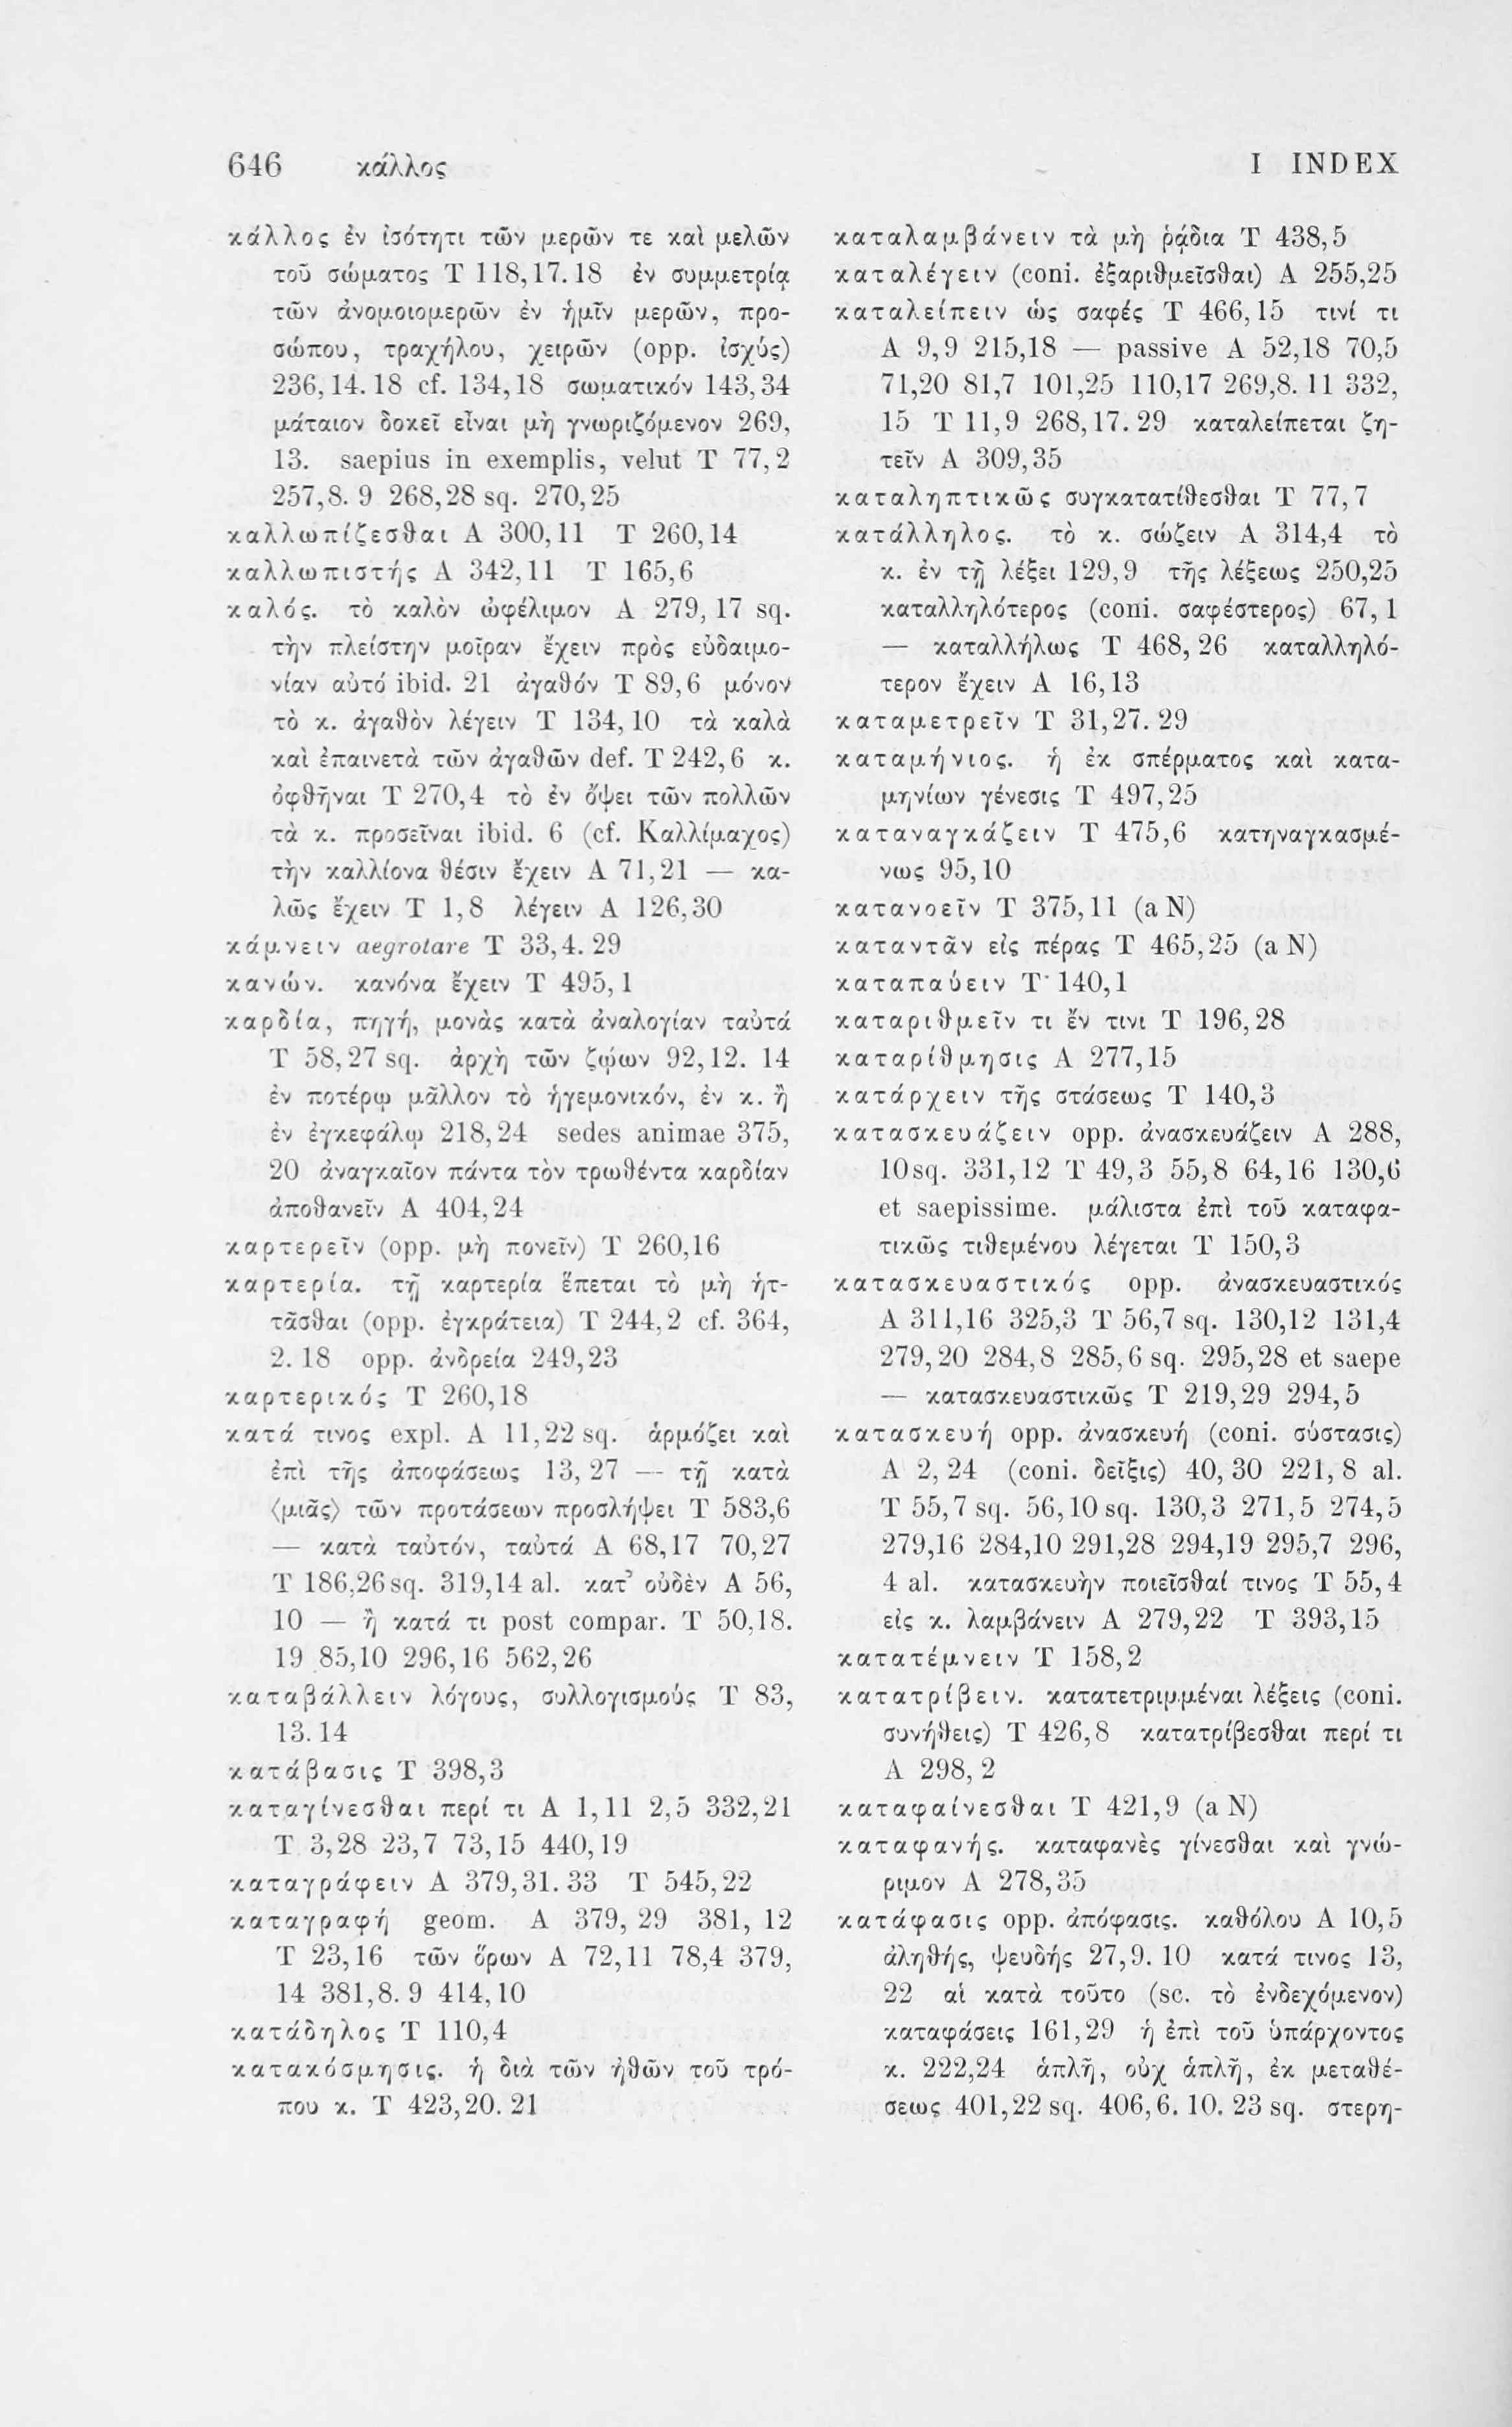 646 κάλλος I INDEX
κάλλος ἐν ἰσότητι τῶν μερῶν τε καὶ μελῶν
τοῦ σώματος T 118,17.18 ἐν συμμετρίᾳ
τῶν ἀνομοιομερῶν ἐν ἡμῖν μερῶν, προ-
σώπου, τραχήλου, χειρῶν (opp. ἰσχύς)
236,14.18 cf. 134,18 σωματικόν 143,34
μάταιον δοκεῖ εἶναι μὴ γνωριζόμενον 269,
13. saepius in exemplis, velut T 77,2
257,8. 9 268,28 sq. 270,25
καλλωπίζεσθαι A 300,11 T 260,14
καλλωπιστής A 342,11 T 165,6
καλός. τὸ καλὸν ὠφέλιμον A 279,17 sq.
τὴν πλείστην μοῖραν ἔχειν πρὸς εὐδαιμο-
νίαν αὐτό ibid. 21 ἀγαθόν T 89,6 μόνον
τὸ κ. ἀγαθὸν λέγειν T 134,10 τὰ καλὰ
καὶ ἐπαινετὰ τῶν ἀγαθῶν def. T 242,6 κ.
ὀφθῆναι T 270,4 τὸ ἐν ὄψει τῶν πολλῶν
τὰ κ. προσεῖναι ibid. 6 (cf. Καλλίμαχος)
τὴν καλλίονα θέσιν ἔχειν A 71,21 — κα-
λῶς ἔχειν T 1,8 λέγειν A 126,30
κάμνειν aegrotare T 33,4. 29
κανών. κανόνα ἔχειν T 495,1
καρδία, πηγή, μονὰς κατὰ ἀναλογίαν ταὐτά
T 58,27 sq. ἀρχὴ τῶν ζῴων 92,12. 14
ἐν ποτέρῳ μᾶλλον τὸ ἡγεμονικόν, ἐν κ. ἢ
ἐν ἐγκεφάλῳ 218,24 sedes animae 375,
20 ἀναγκαῖον πάντα τὸν τρωθέντα καρδίαν
ἀποθανεῖν A 404,24
καρτερεῖν (opp. μὴ πονεῖν) T 260,16
καρτερία. τῇ καρτερίᾳ ἕπεται τὸ μὴ ἡτ-
τᾶσθαι (opp. ἐγκράτεια) T 244,2 cf. 364,
2. 18 opp. ἀνδρεία 249,23
καρτερικός T 260,18
κατά τινος expl. A 11,22 sq. ἁρμόζει καὶ
ἐπὶ τῆς ἀποφάσεως 13,27 — τῇ κατὰ
⟨μιᾶς⟩ τῶν προτάσεων προσλήψει T 583,6
— κατὰ ταὐτόν, ταὐτά A 68,17 70,27
T 186,26 sq. 319,14 al. κατ’ οὐδὲν A 56,
10 — ἢ κατά τι post compar. T 50,18.
19 85,10 296,16 562,26
καταβάλλειν λόγους, συλλογισμούς T 83,
13. 14
κατάβασις T 398,3
καταγίνεσθαι περί τι A 1,11 2,5 332,21
T 3,28 23,7 73,15 440,19
καταγράφειν A 379,31. 33 T 545,22
καταγραφή geom. A 379,29 381,12
T 23,16 τῶν ὅρων A 72,11 78,4 379,
14 381,8. 9 414,10
κατάδηλος T 110,4
κατακόσμησις. ἡ διὰ τῶν ἠθῶν τοῦ τρό-
που κ. T 423,20. 21
καταλαμβάνειν τὰ μὴ ῥᾴδια T 438,5
καταλέγειν (coni. ἐξαριθμεῖσθαι) A 255,25
καταλείπειν ὡς σαφές T 466,15 τινί τι
A 9,9 215,18 — passive A 52,18 70,5
71,20 81,7 101,25 110,17 269,8. 11 332,
15 T 11,9 268,17. 29 καταλείπεται ζη-
τεῖν A 309,35
καταληπτικῶς συγκατατίθεσθαι T 77,7
κατάλληλος. τὸ κ. σώζειν A 314,4 τὸ
κ. ἐν τῇ λέξει 129,9 τῆς λέξεως 250,25
καταλληλότερος (coni. σαφέστερος) 67,1
— καταλλήλως T 468,26 καταλληλό-
τερον ἔχειν A 16,13
καταμετρεῖν T 31,27. 29
καταμήνιος. ἡ ἐκ σπέρματος καὶ κατα-
μηνίων γένεσις T 497,25
καταναγκάζειν T 475,6 κατηναγκασμέ-
νως 95,10
κατανοεῖν T 375,11 (a N)
καταντᾶν εἰς πέρας T 465,25 (a N)
καταπαύειν T 140,1
καταριθμεῖν τι ἔν τινι T 196,28
καταρίθμησις A 277,15
κατάρχειν τῆς στάσεως T 140,3
κατασκευάζειν opp. ἀνασκευάζειν A 288,
10 sq. 331,12 T 49,3 55,8 64,16 130,6
et saepissime. μάλιστα ἐπὶ τοῦ καταφα-
τικῶς τιθεμένου λέγεται T 150,3
κατασκευαστικός opp. ἀνασκευαστικός
A 311,16 325,3 T 56,7 sq. 130,12 131,4
279,20 284,8 285,6 sq. 295,28 et saepe
— κατασκευαστικῶς T 219,29 294,5
κατασκευή opp. ἀνασκευή (coni. σύστασις)
A 2,24 (coni. δεῖξις) 40,30 221,8 al.
T 55,7 sq. 56,10 sq. 130,3 271,5 274,5
279,16 284,10 291,28 294,19 295,7 296,
4 al. κατασκευὴν ποιεῖσθαί τινος T 55,4
εἰς κ. λαμβάνειν A 279,22 T 393,15
κατατέμνειν T 158,2
κατατρίβειν. κατατετριμμέναι λέξεις (coni.
συνήθεις) T 426,8 κατατρίβεσθαι περί τι
A 298,2
καταφαίνεσθαι T 421,9 (a N)
καταφανής. καταφανὲς γίνεσθαι καὶ γνώ-
ριμον A 278,35
κατάφασις opp. ἀπόφασις. καθόλου A 10,5
ἀληθής, ψευδής 27,9. 10 κατά τινος 13,
22 αἱ κατὰ τοῦτο (sc. τὸ ἐνδεχόμενον)
καταφάσεις 161,29 ἡ ἐπὶ τοῦ ὑπάρχοντος
κ. 222,24 ἁπλῆ, οὐχ ἁπλῆ, ἐκ μεταθέ-
σεως 401,22 sq. 406,6. 10. 23 sq. στερη-